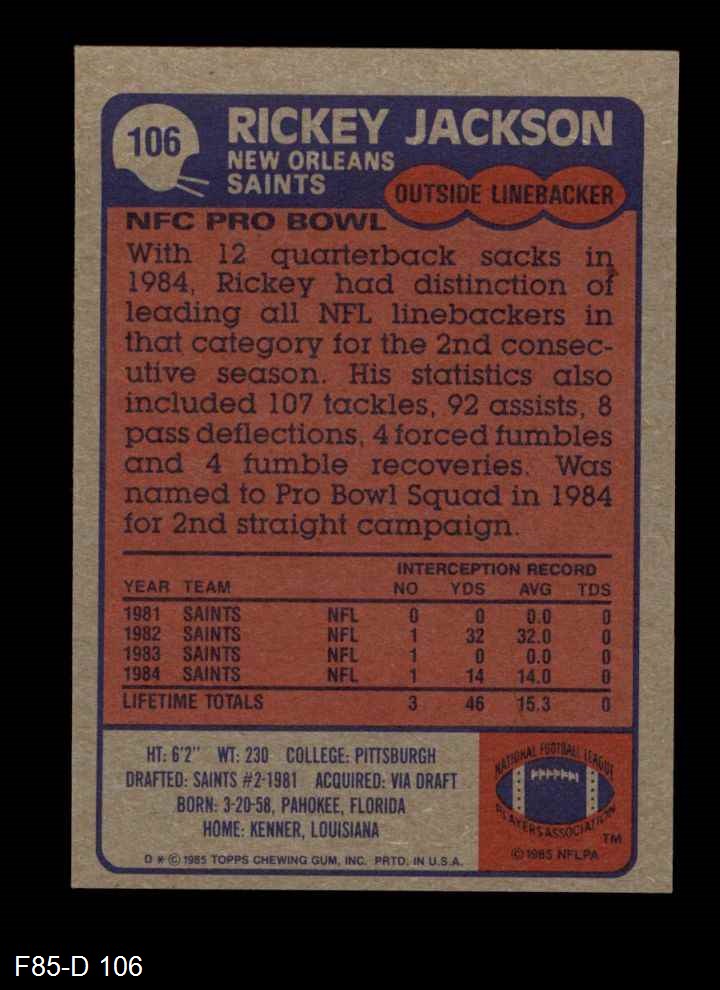 106
RICKEY JACKSON
NEW ORLEANS
SAINTS
OUTSIDE LINEBACKER
NFC PRO BOWL
With 12 quarterback sacks in
1984, Rickey had distinction of
leading all NFL linebackers in
that category for the 2nd consec-
utive season. His statistics also
included 107 tackles, 92 assists, 8
pass deflections, 4 forced fumbles
and 4 fumble recoveries. Was
named to Pro Bowl Squad in 1984
for 2nd straight campaign.
INTERCEPTION RECORD
YEAR TEAM NO YDS AVG TDS
1981 SAINTS NFL 0 0 0.0 0
1982 SAINTS NFL 1 32 32.0 0
1983 SAINTS NFL 1 0 0.0 0
1984 SAINTS NFL 1 14 14.0 0
LIFETIME TOTALS 3 46 15.3 0
HT: 6'2" WT: 230 COLLEGE: PITTSBURGH
DRAFTED: SAINTS #2-1981 ACQUIRED: VIA DRAFT
BORN: 3-20-58, PAHOKEE, FLORIDA
HOME: KENNER, LOUISIANA
D * © 1985 TOPPS CHEWING GUM, INC. PRTD. IN U.S.A.
NATIONAL FOOTBALL LEAGUE
PLAYERS ASSOCIATION
TM
© 1985 NFLPA
F85-D 106